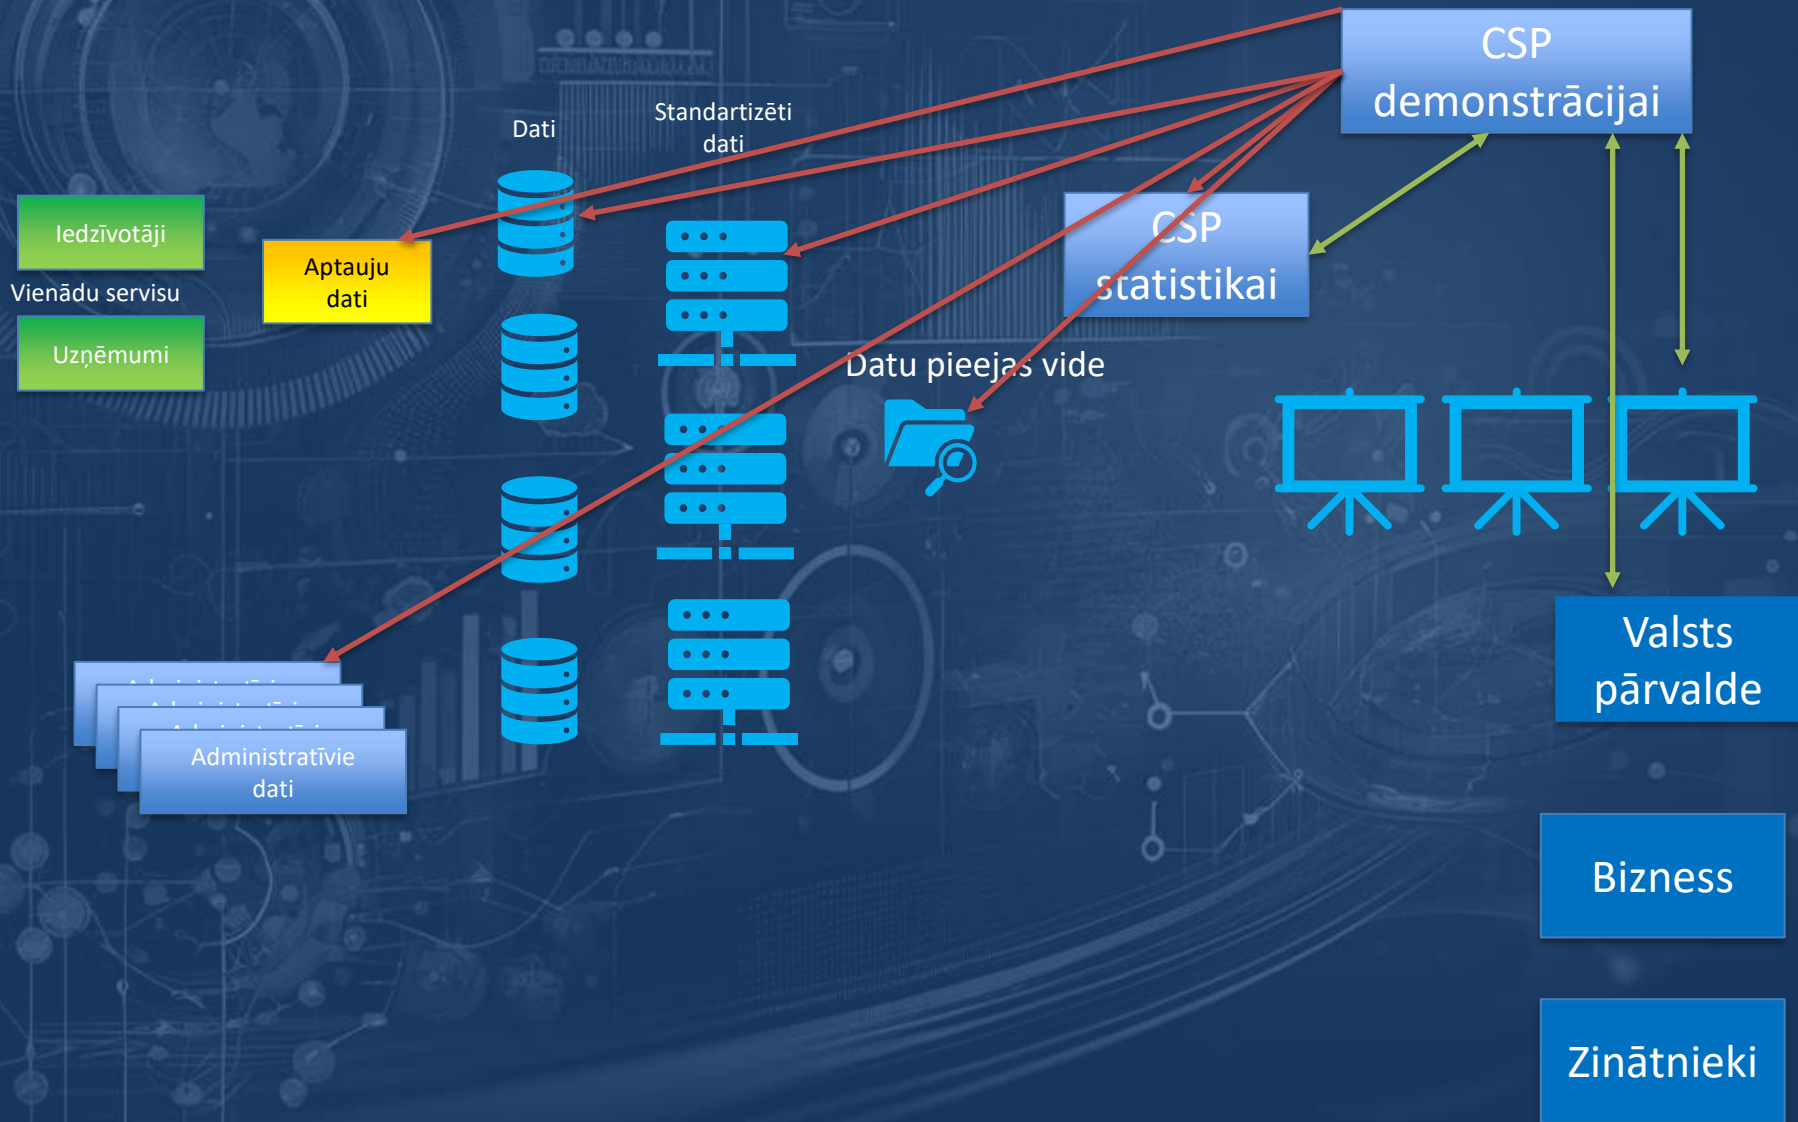 CSP
demonstrācijai
Standartizēti
dati
Dati
Iedzīvotāji
Vienādu servisu
Uzņēmumi
Aptauju
dati
CSP
statistikai
Datu pieejas vide
Administratīvie
dati
Valsts
pārvalde
Bizness
Zinātnieki